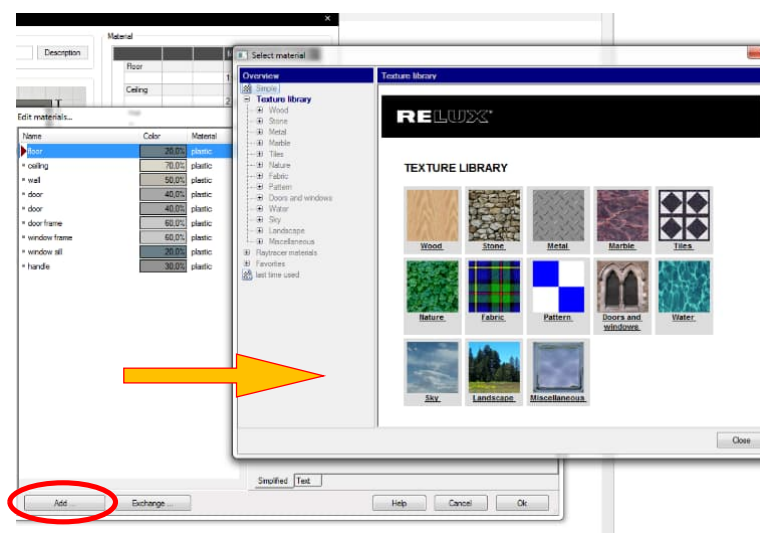 Material
Description
Floor
Ceiling
Edit materials...
Name Color Material
floor 20,0% plastic
ceiling 70,0% plastic
wall 50,0% plastic
door 40,0% plastic
door 40,0% plastic
door frame 60,0% plastic
window frame 60,0% plastic
window sill 20,0% plastic
handle 30,0% plastic
Add ...
Exchange ...
Simplified Text
Help Cancel Ok
Select material
Overview
Simple
Texture library
Wood
Stone
Metal
Marble
Tiles
Nature
Fabric
Pattern
Doors and windows
Water
Sky
Landscape
Miscellaneous
Raytracer materials
Favorites
last time used
Texture library
RELUX
TEXTURE LIBRARY
Wood Stone Metal Marble Tiles
Nature Fabric Pattern Doors and windows Water
Sky Landscape Miscellaneous
Close